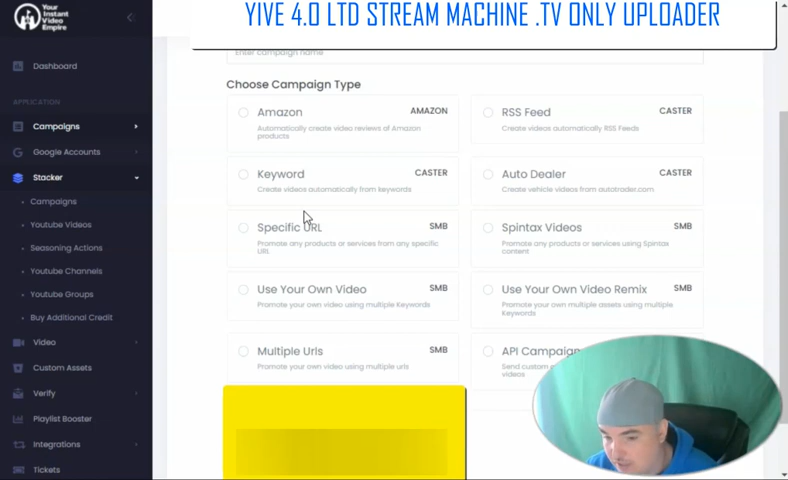 YIVE 4.0 LTD STREAM MACHINE .TV ONLY UPLOADER
Your
Instant
Video
Empire
Dashboard
APPLICATION
Campaigns
Google Accounts
Stacker
Campaigns
Youtube Videos
Seasoning Actions
Youtube Channels
Youtube Groups
Buy Additional Credit
Video
Custom Assets
Verify
Playlist Booster
Integrations
Tickets
Enter campaign name
Choose Campaign Type
Amazon AMAZON
Automatically create video reviews of Amazon
products
RSS Feed CASTER
Create videos automatically RSS Feeds
Keyword CASTER
Create videos automatically from keywords
Auto Dealer CASTER
Create vehicle videos from autotrader.com
Specific URL SMB
Promote any products or services from any specific
URL
Spintax Videos SMB
Promote any products or services using Spintax
content
Use Your Own Video SMB
Promote your own video using multiple Keywords
Use Your Own Video Remix SMB
Promote your own multiple assets using multiple
Keywords
Multiple Urls SMB
Promote your own video using multiple urls
API Campaign
Send custom
videos